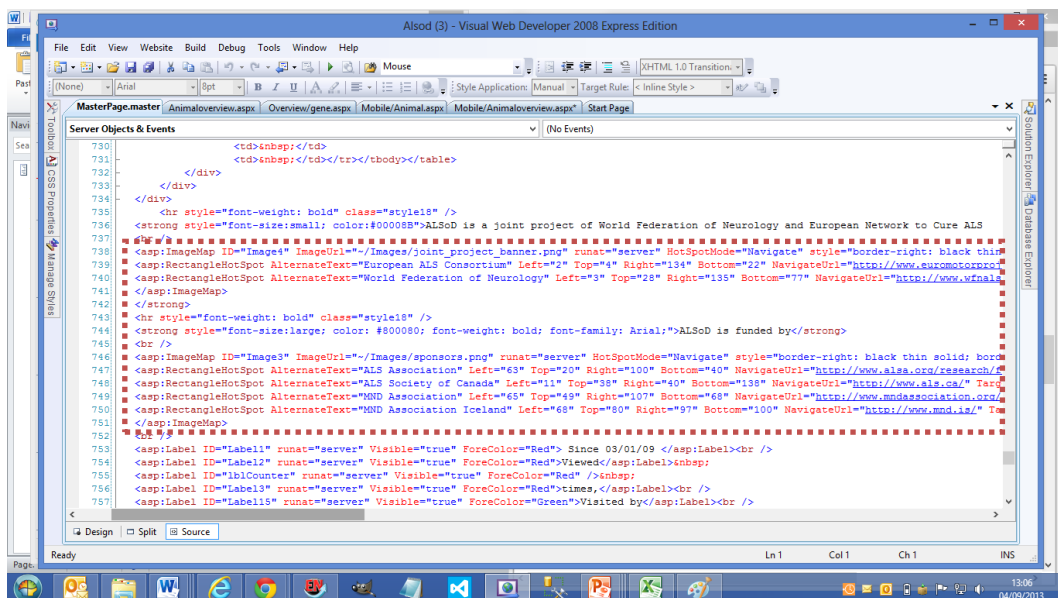 Alsod (3) - Visual Web Developer 2008 Express Edition
File Edit View Website Build Debug Tools Window Help
Mouse
XHTML 1.0 Transition
(None) Arial 8pt B I U A Style Application: Manual Target Rule: < Inline Style >
MasterPage.master Animaloverview.aspx Overview/gene.aspx Mobile/Animal.aspx Mobile/Animaloverview.aspx* Start Page
Server Objects & Events (No Events)
Toolbox
CSS Properties
Manage Styles
Solution Explorer
Database Explorer
Past
Navi
Sea
730 <td>&nbsp;</td>
731 <td>&nbsp;</td></tr></tbody></table>
732 </div>
733 </div>
734 </div>
735 <hr style="font-weight: bold" class="style18" />
736 <strong style="font-size:small; color:#00008B">ALSoD is a joint project of World Federation of Neurology and European Network to Cure ALS
737 <br />
738 <asp:ImageMap ID="Image4" ImageUrl="~/Images/joint_project_banner.png" runat="server" HotSpotMode="Navigate" style="border-right: black thin
739 <asp:RectangleHotSpot AlternateText="European ALS Consortium" Left="2" Top="4" Right="134" Bottom="22" NavigateUrl="http://www.euromotorproj
740 <asp:RectangleHotSpot AlternateText="World Federation of Neurology" Left="3" Top="28" Right="135" Bottom="77" NavigateUrl="http://www.wfnals
741 </asp:ImageMap>
742 </strong>
743 <hr style="font-weight: bold" class="style18" />
744 <strong style="font-size:large; color: #800080; font-weight: bold; font-family: Arial;">ALSoD is funded by</strong>
745 <br />
746 <asp:ImageMap ID="Image3" ImageUrl="~/Images/sponsors.png" runat="server" HotSpotMode="Navigate" style="border-right: black thin solid; bord
747 <asp:RectangleHotSpot AlternateText="ALS Association" Left="63" Top="20" Right="100" Bottom="40" NavigateUrl="http://www.alsa.org/research/f
748 <asp:RectangleHotSpot AlternateText="ALS Society of Canada" Left="11" Top="38" Right="40" Bottom="138" NavigateUrl="http://www.als.ca/" Targ
749 <asp:RectangleHotSpot AlternateText="MND Association" Left="65" Top="49" Right="107" Bottom="68" NavigateUrl="http://www.mndassociation.org/
750 <asp:RectangleHotSpot AlternateText="MND Association Iceland" Left="68" Top="80" Right="97" Bottom="100" NavigateUrl="http://www.mnd.is/" Ta
751 </asp:ImageMap>
752 <br />
753 <asp:Label ID="Label1" runat="server" Visible="true" ForeColor="Red"> Since 03/01/09 </asp:Label><br />
754 <asp:Label ID="Label2" runat="server" Visible="true" ForeColor="Red">Viewed</asp:Label>&nbsp;
755 <asp:Label ID="lblCounter" runat="server" Visible="true" ForeColor="Red" />&nbsp;
756 <asp:Label ID="Label3" runat="server" Visible="true" ForeColor="Red">times,</asp:Label><br />
757 <asp:Label ID="Label15" runat="server" Visible="true" ForeColor="Green">Visited by</asp:Label><br />
Design Split Source
Ready Ln 1 Col 1 Ch 1 INS
Page:
13:06
04/09/2013